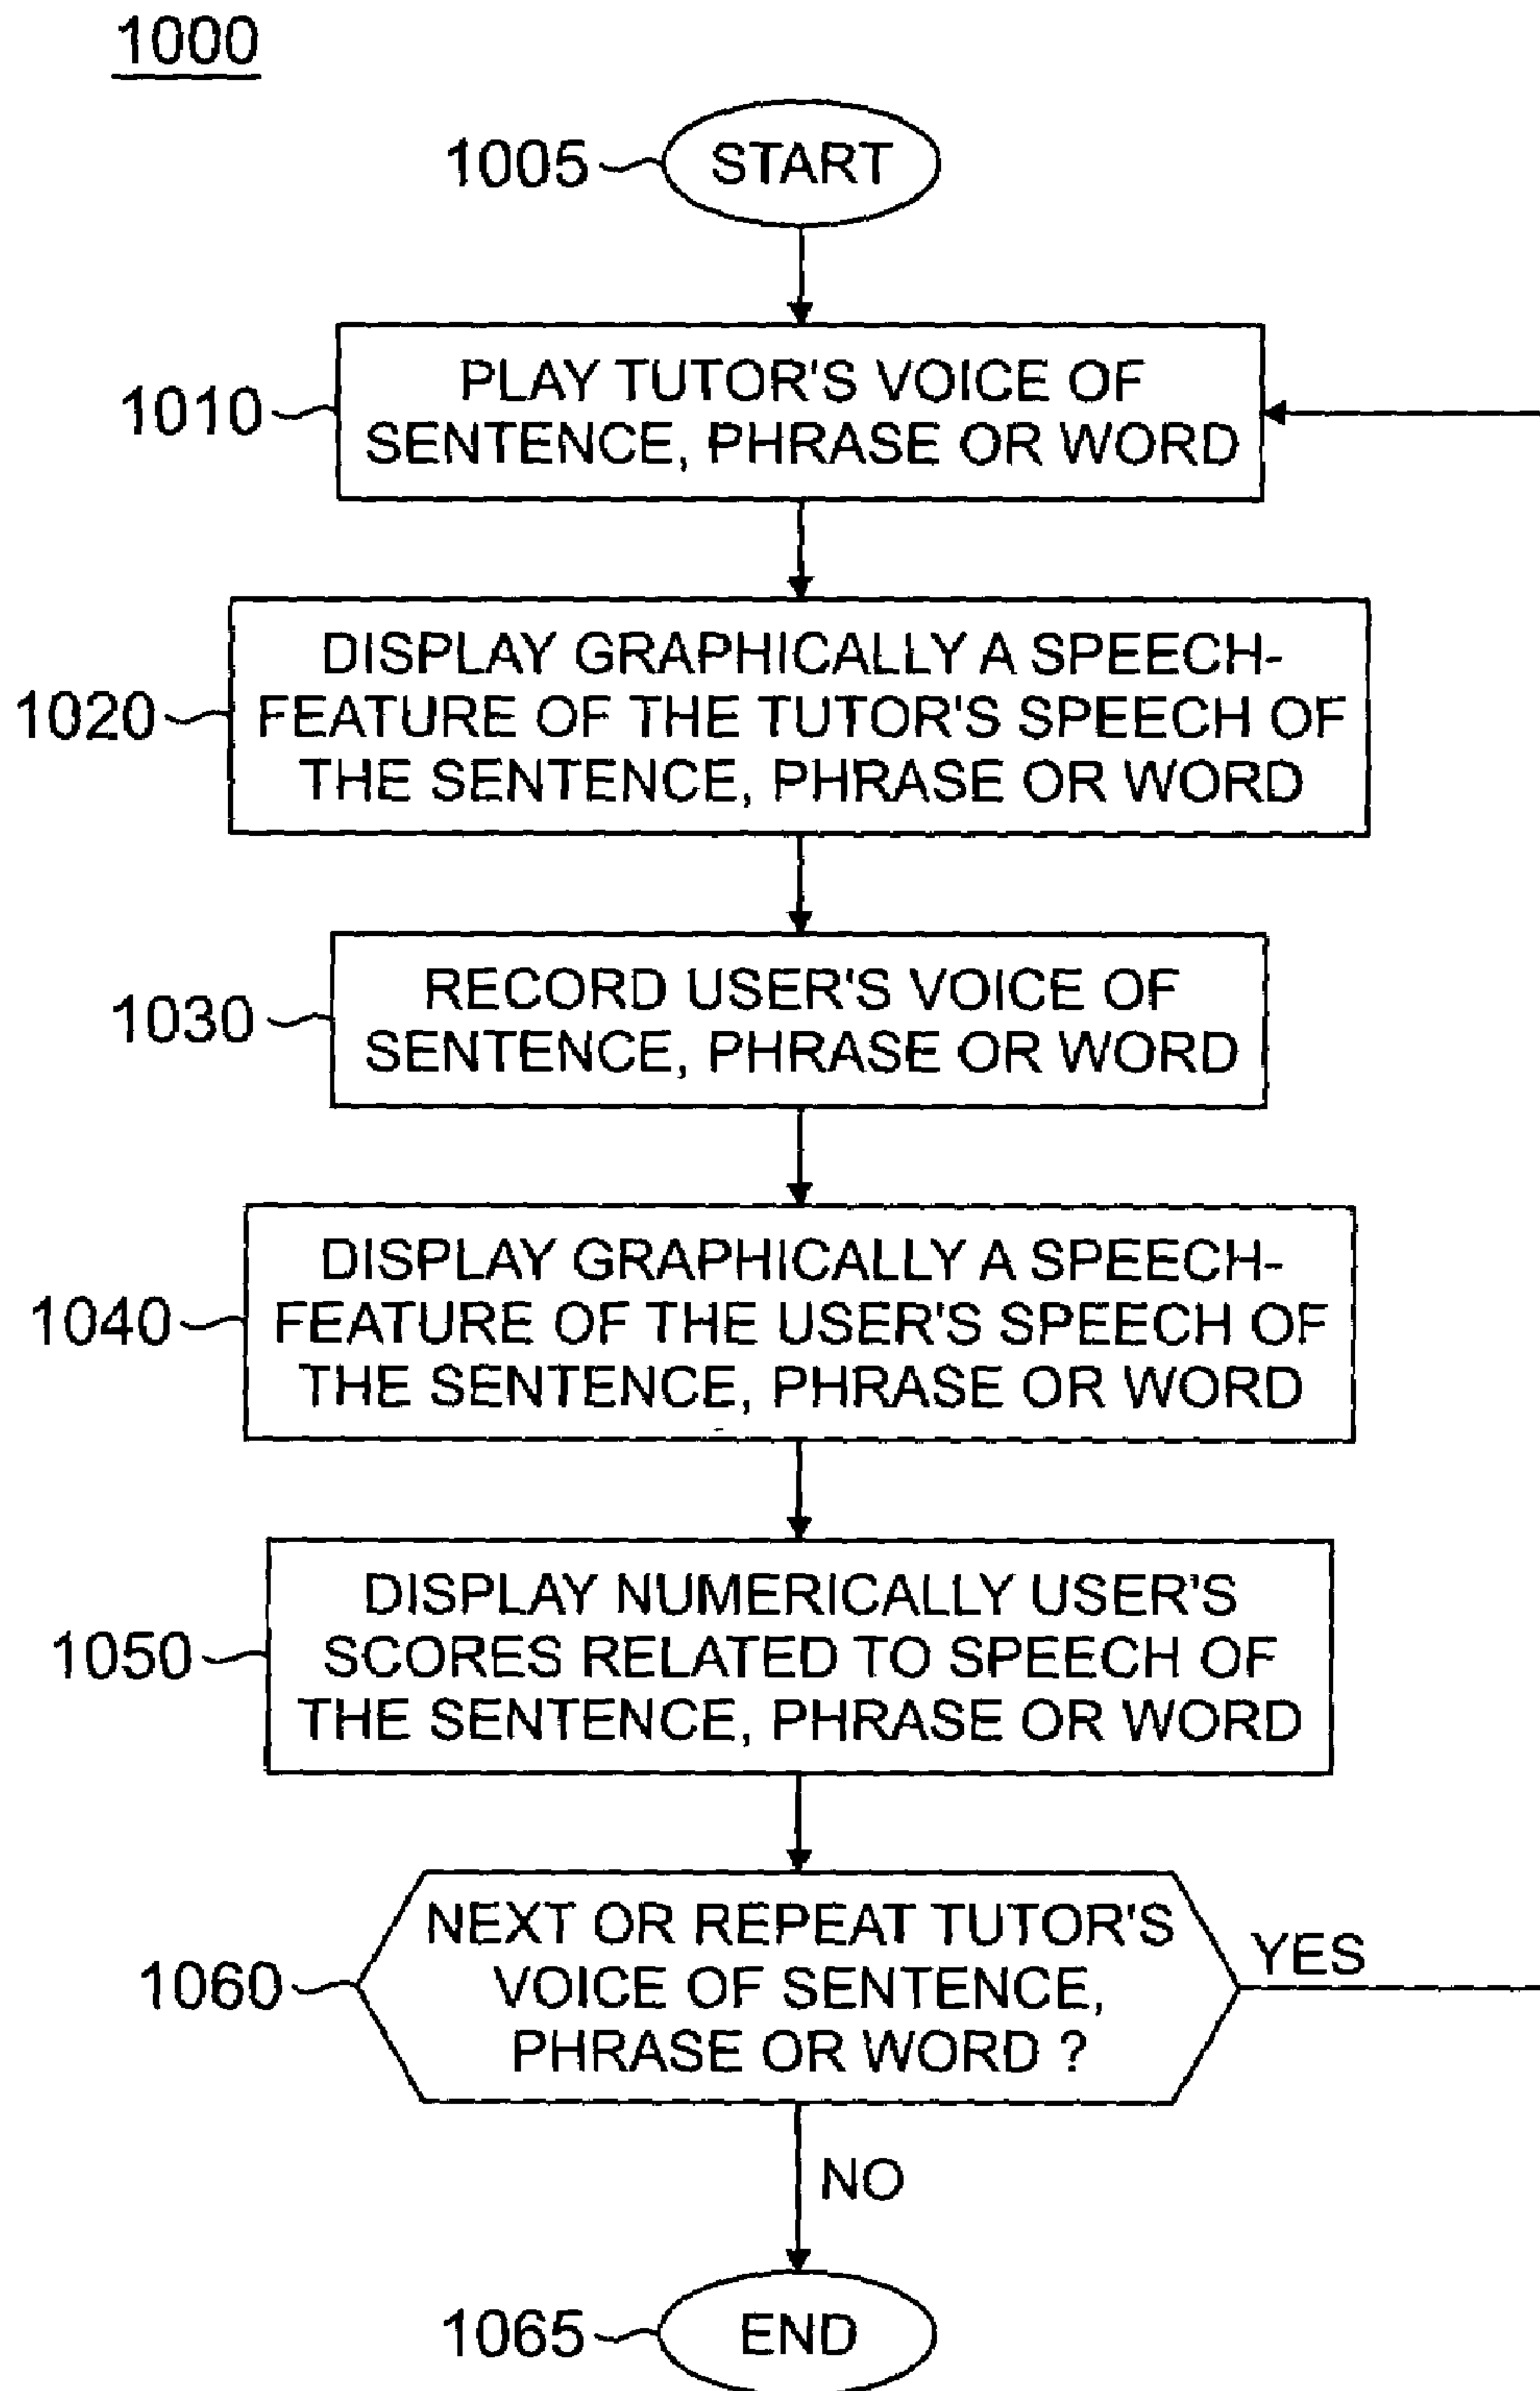 1000
1005 START
1010 PLAY TUTOR'S VOICE OF
SENTENCE, PHRASE OR WORD
1020 DISPLAY GRAPHICALLY A SPEECH-
FEATURE OF THE TUTOR'S SPEECH OF
THE SENTENCE, PHRASE OR WORD
1030 RECORD USER'S VOICE OF
SENTENCE, PHRASE OR WORD
1040 DISPLAY GRAPHICALLY A SPEECH-
FEATURE OF THE USER'S SPEECH OF
THE SENTENCE, PHRASE OR WORD
1050 DISPLAY NUMERICALLY USER'S
SCORES RELATED TO SPEECH OF
THE SENTENCE, PHRASE OR WORD
1060 NEXT OR REPEAT TUTOR'S
VOICE OF SENTENCE,
PHRASE OR WORD ?
YES
NO
1065 END